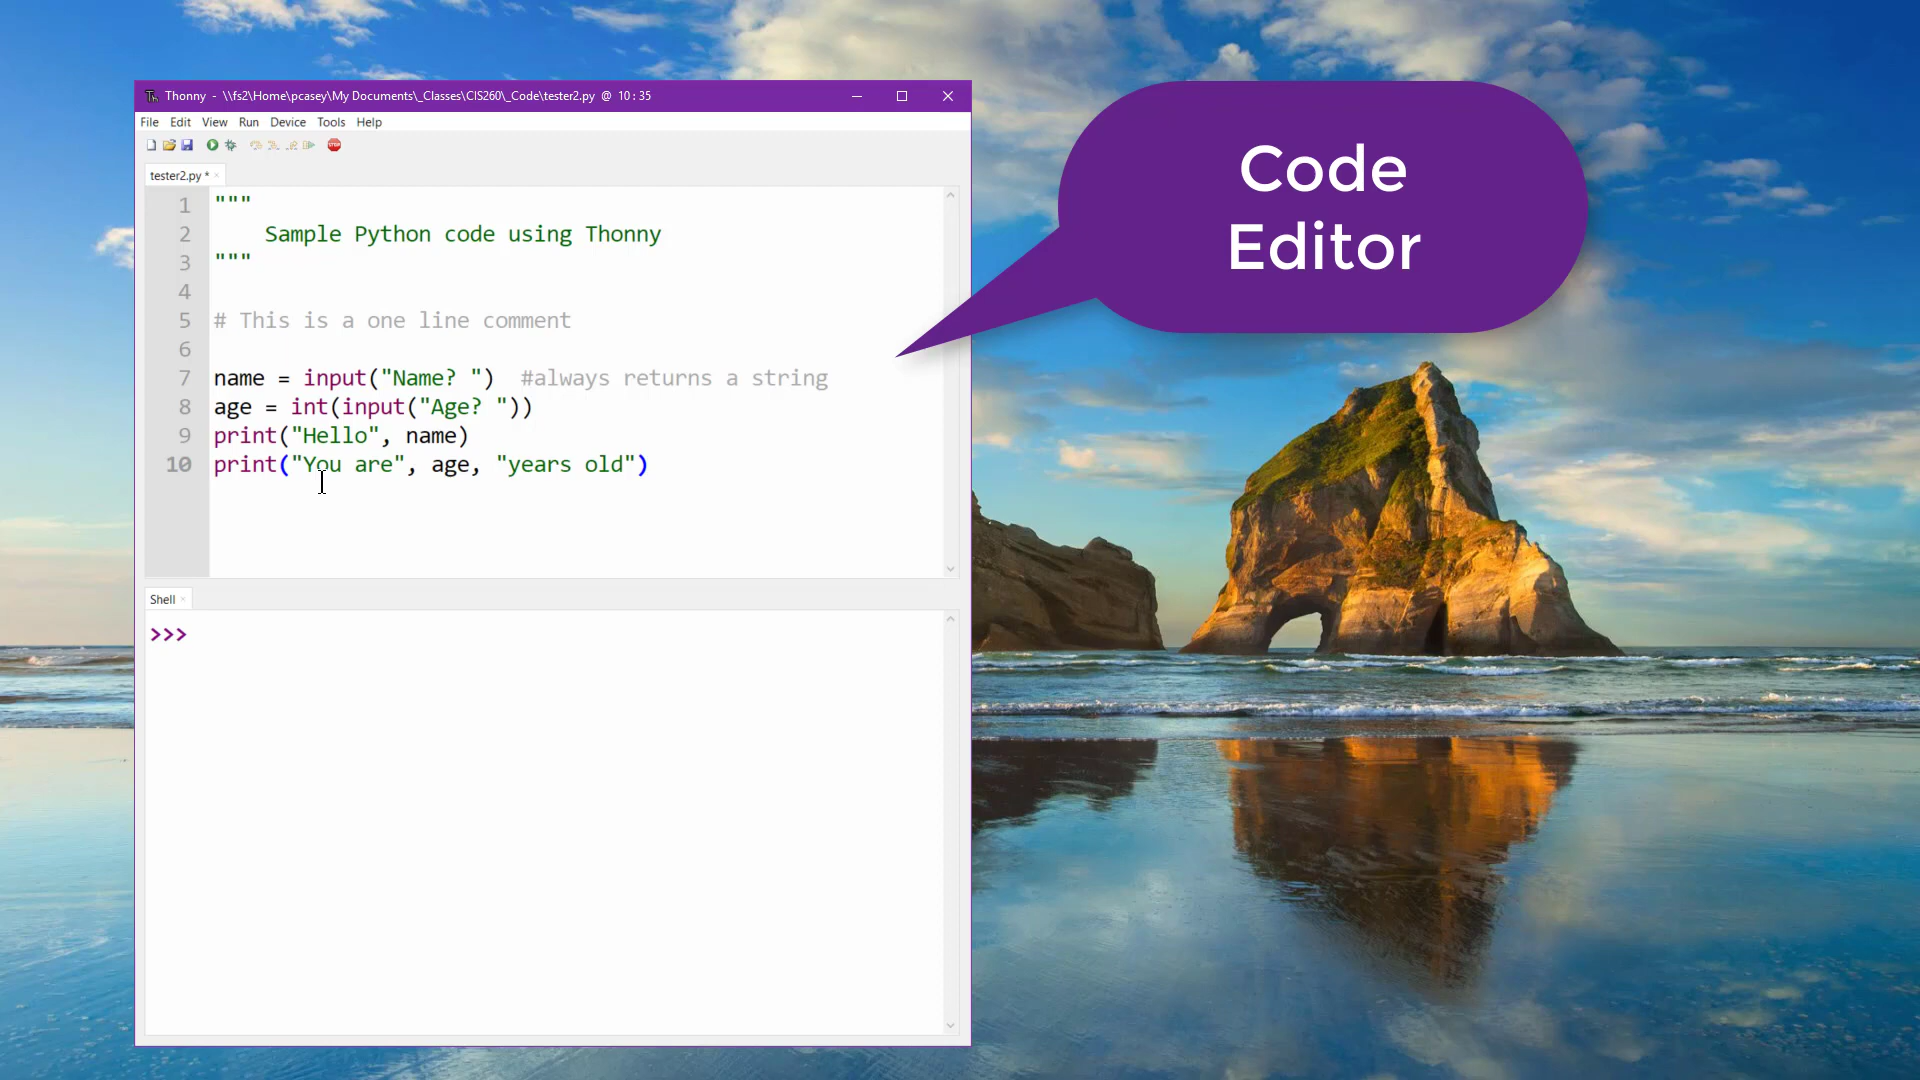 Thonny - \\fs2\Home\pcasey\My Documents\_Classes\CIS260\_Code\tester2.py @ 10:35
File Edit View Run Device Tools Help
tester2.py *
1 """
2 Sample Python code using Thonny
3 """
4
5 # This is a one line comment
6
7 name = input("Name? ") #always returns a string
8 age = int(input("Age? "))
9 print("Hello", name)
10 print("You are", age, "years old")
Shell
>>>
Code
Editor